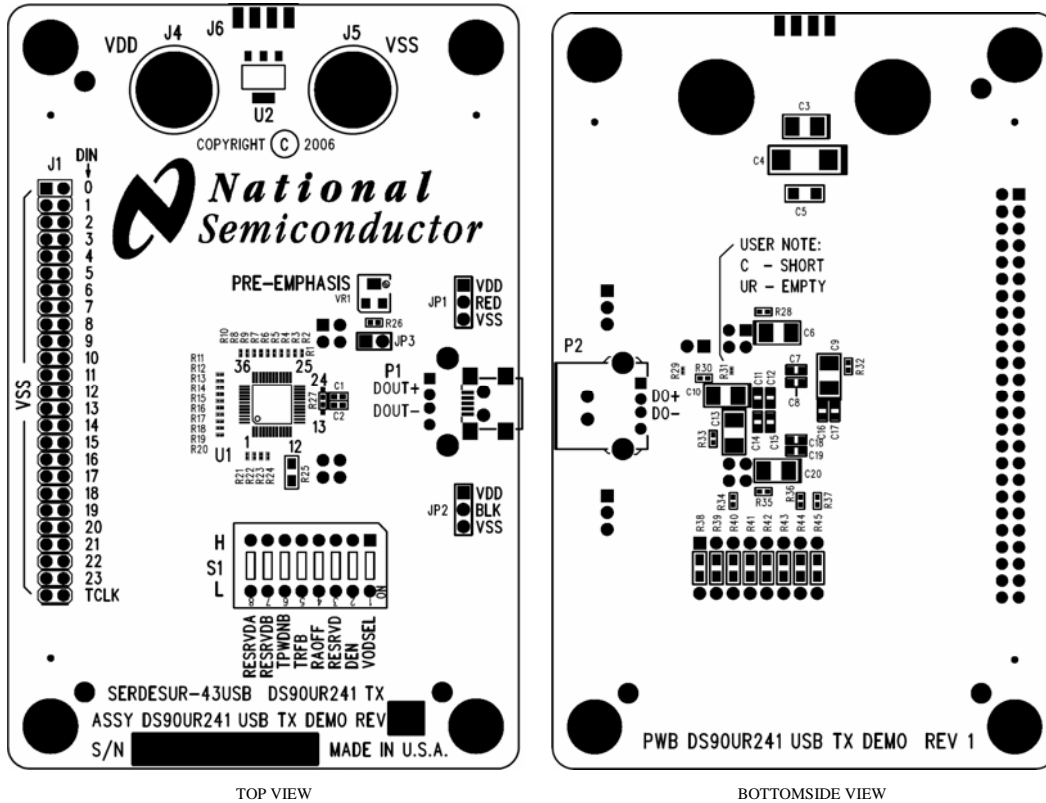 J6
J4
J5
VDD
VSS
U2
COPYRIGHT C 2006
J1
DIN
0
1
2
3
4
5
6
7
8
9
10
11
12
13
14
15
16
17
18
19
20
21
22
23
TCLK
VSS
National
Semiconductor
PRE-EMPHASIS
VR1
R26
JP3
JP1
VDD
RED
VSS
R10
R9
R8
R7
R6
R5
R4
R3
R2
R1
R11
R12
R13
R14
R15
R16
R17
R18
R19
R20
36
25
24
13
12
1
U1
R27
C1
C2
R21
R22
R23
R24
R25
P1
DOUT+
DOUT-
JP2
VDD
BLK
VSS
H
S1
L
8
7
6
5
4
3
2
1
NO
RESRVDA
RESRVDB
TPWDNB
TRFB
RAOFF
RESRVD
DEN
VODSEL
SERDESUR-43USB DS90UR241 TX
ASSY DS90UR241 USB TX DEMO REV
S/N
MADE IN U.S.A.
TOP VIEW
C3
C4
C5
USER NOTE:
C - SHORT
UR - EMPTY
R28
C6
P2
R29
R30
R31
C7
C8
C9
R32
DO+
DO-
C10
C11
C12
C13
C14
C15
C16
C17
R33
C18
C19
C20
R34
R35
R36
R37
R38
R39
R40
R41
R42
R43
R44
R45
PWB DS90UR241 USB TX DEMO REV 1
BOTTOMSIDE VIEW